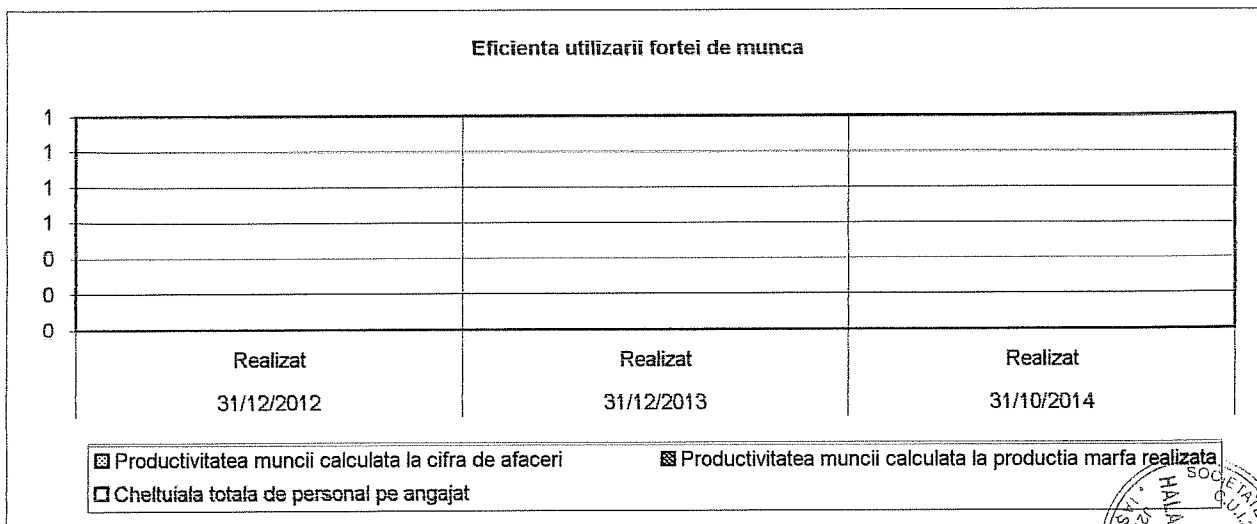 Eficienta utilizarii fortei de munca
1
1
1
1
0
0
0
Realizat Realizat Realizat
31/12/2012 31/12/2013 31/10/2014
Productivitatea muncii calculata la cifra de afaceri Productivitatea muncii calculata la productia marfa realizata
Cheltuiala totala de personal pe angajat
HALA